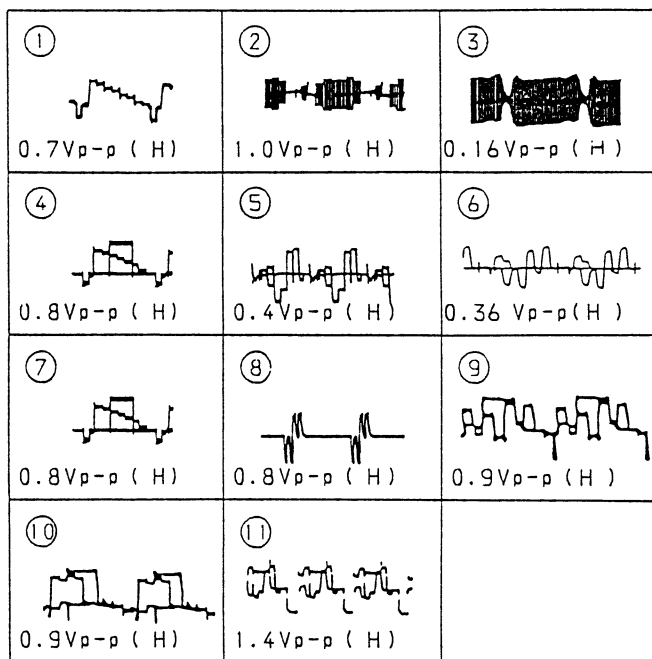 ① ② ③
0.7Vp-p ( H) 1.0Vp-p ( H) 0.16Vp-p ( H)
④ ⑤ ⑥
0.8Vp-p ( H) 0.4Vp-p ( H) 0.36 Vp-p(H )
⑦ ⑧ ⑨
0.8Vp-p ( H) 0.8Vp-p ( H) 0.9Vp-p ( H)
⑩ ⑪
0.9Vp-p ( H) 1.4Vp-p ( H)